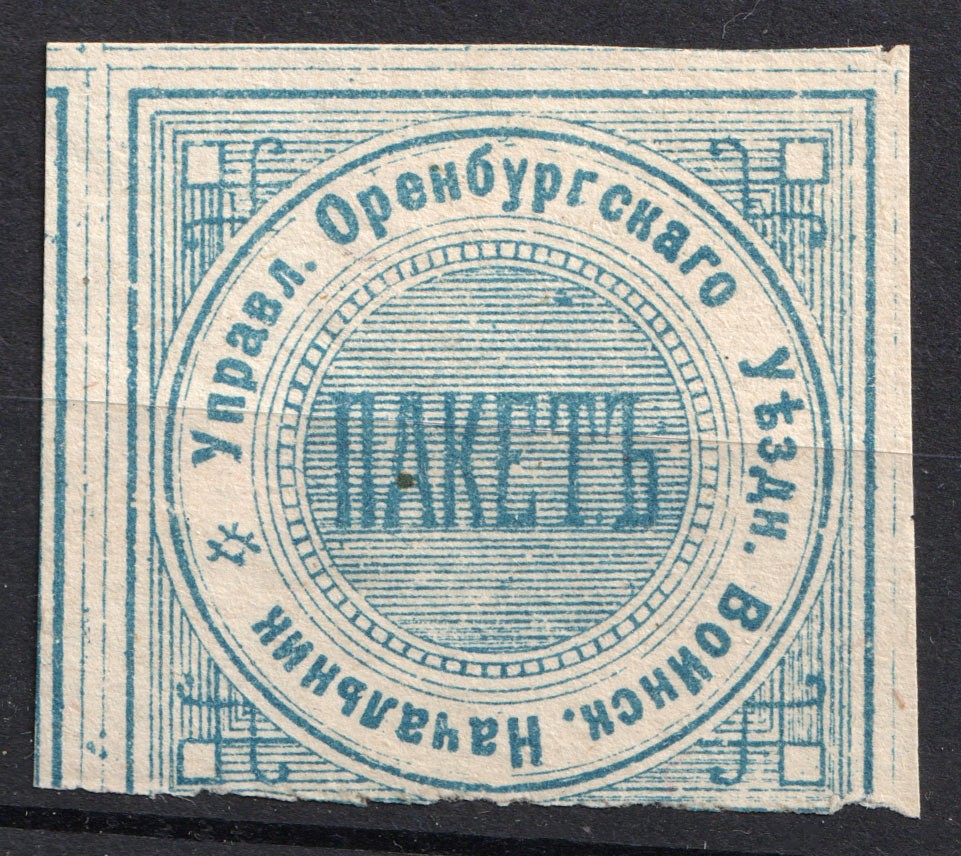 Управл. Оренбургскаго Уѣздн. Воинск. Начальник
ПАКЕТЪ